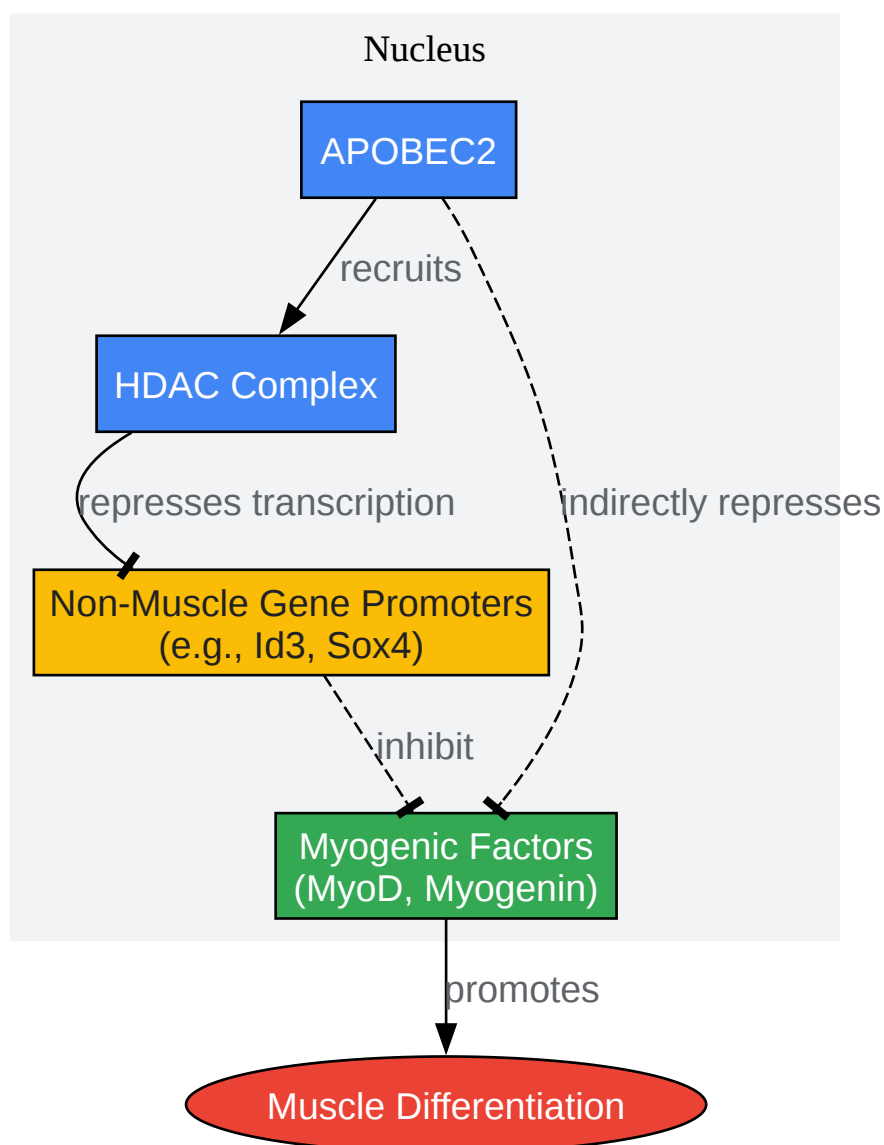 Nucleus
APOBEC2
recruits
HDAC Complex
represses transcription
indirectly represses
Non-Muscle Gene Promoters
(e.g., Id3, Sox4)
inhibit
Myogenic Factors
(MyoD, Myogenin)
promotes
Muscle Differentiation